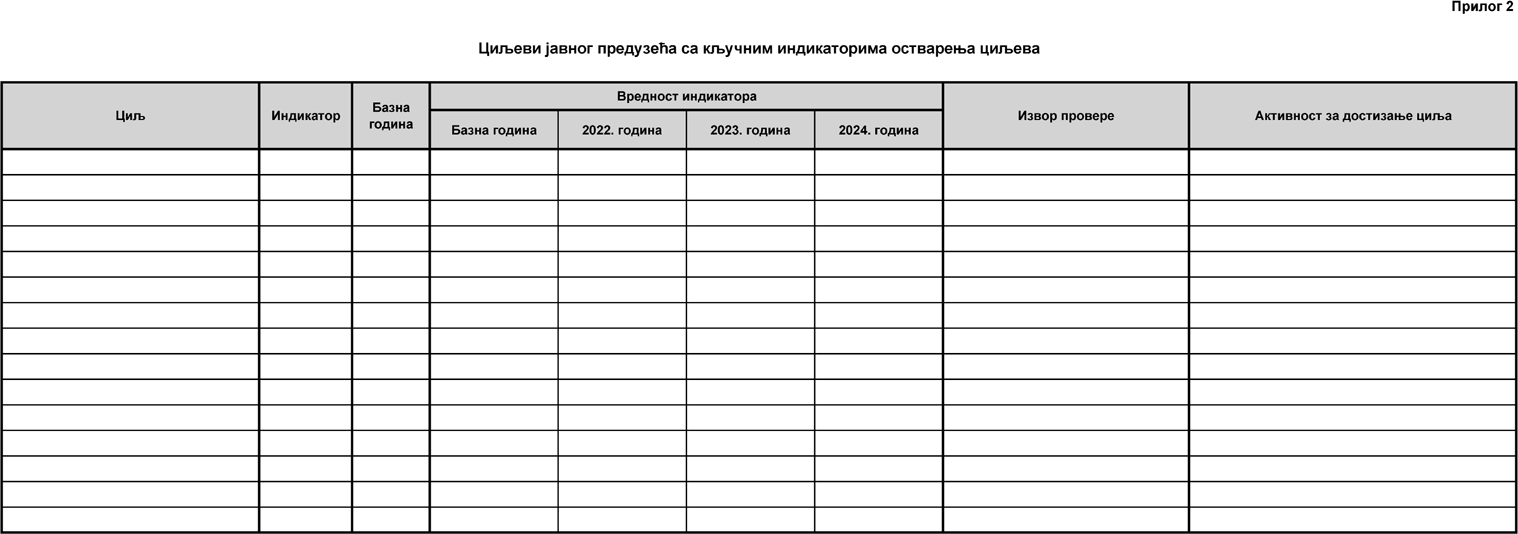 Прилог 2
Циљеви јавног предузећа са кључним индикаторима остварења циљева
Циљ
Индикатор
Базна
година
Вредност индикатора
Базна година
2022. година
2023. година
2024. година
Извор провере
Активност за достизање циља